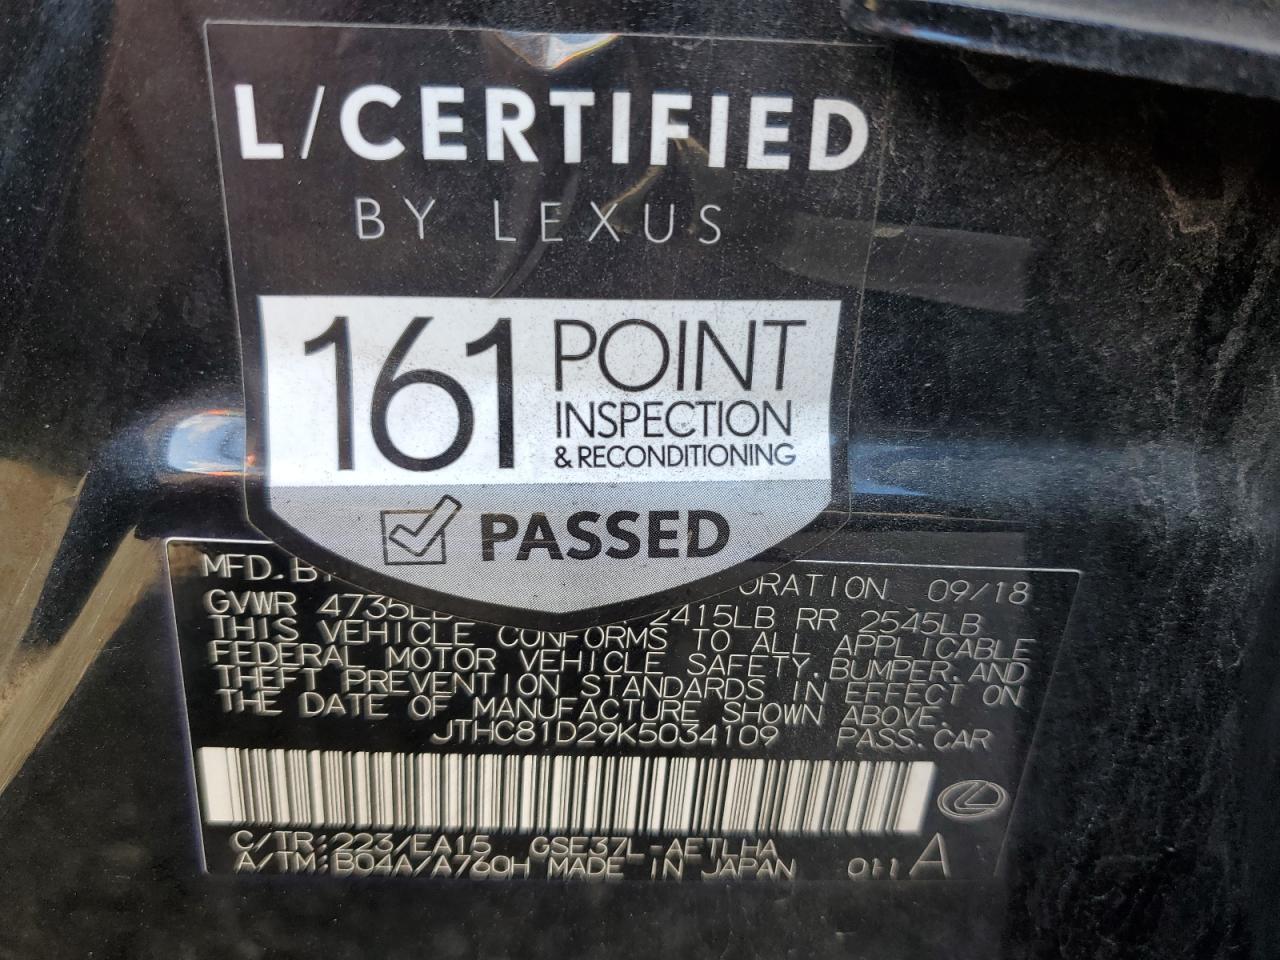 L/CERTIFIED
BY LEXUS
161 POINT
INSPECTION
& RECONDITIONING
PASSED
MFD. ORATION 09/18
GVWR 4735LB 2415LB RR 2545LB
THIS VEHICLE CONFORMS TO ALL APPLICABLE
FEDERAL MOTOR VEHICLE SAFETY, BUMPER, AND
THEFT PREVENTION STANDARDS IN EFFECT ON
THE DATE OF MANUFACTURE SHOWN ABOVE.
JTHC81D29K5034109 PASS.CAR
C/TR:223/EA15 GSE37L-AETLHA
A/TM:B04A/A760H MADE IN JAPAN 011 A